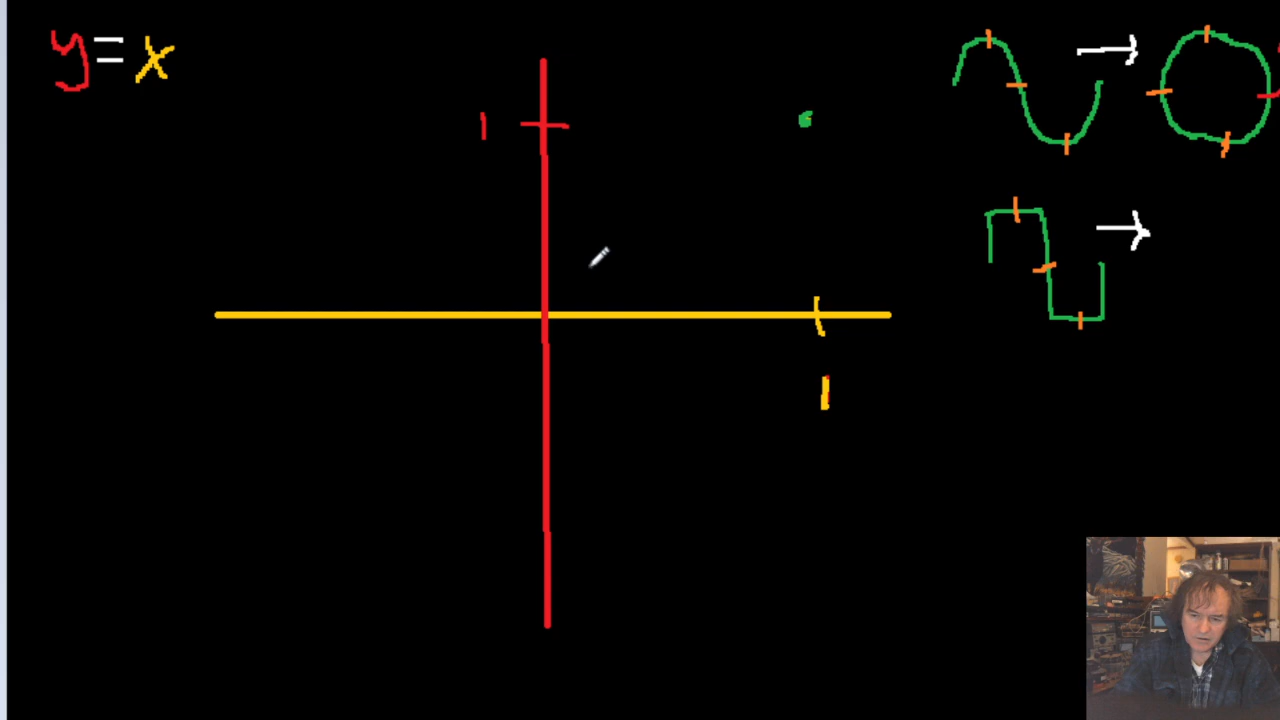 y = x
1
1